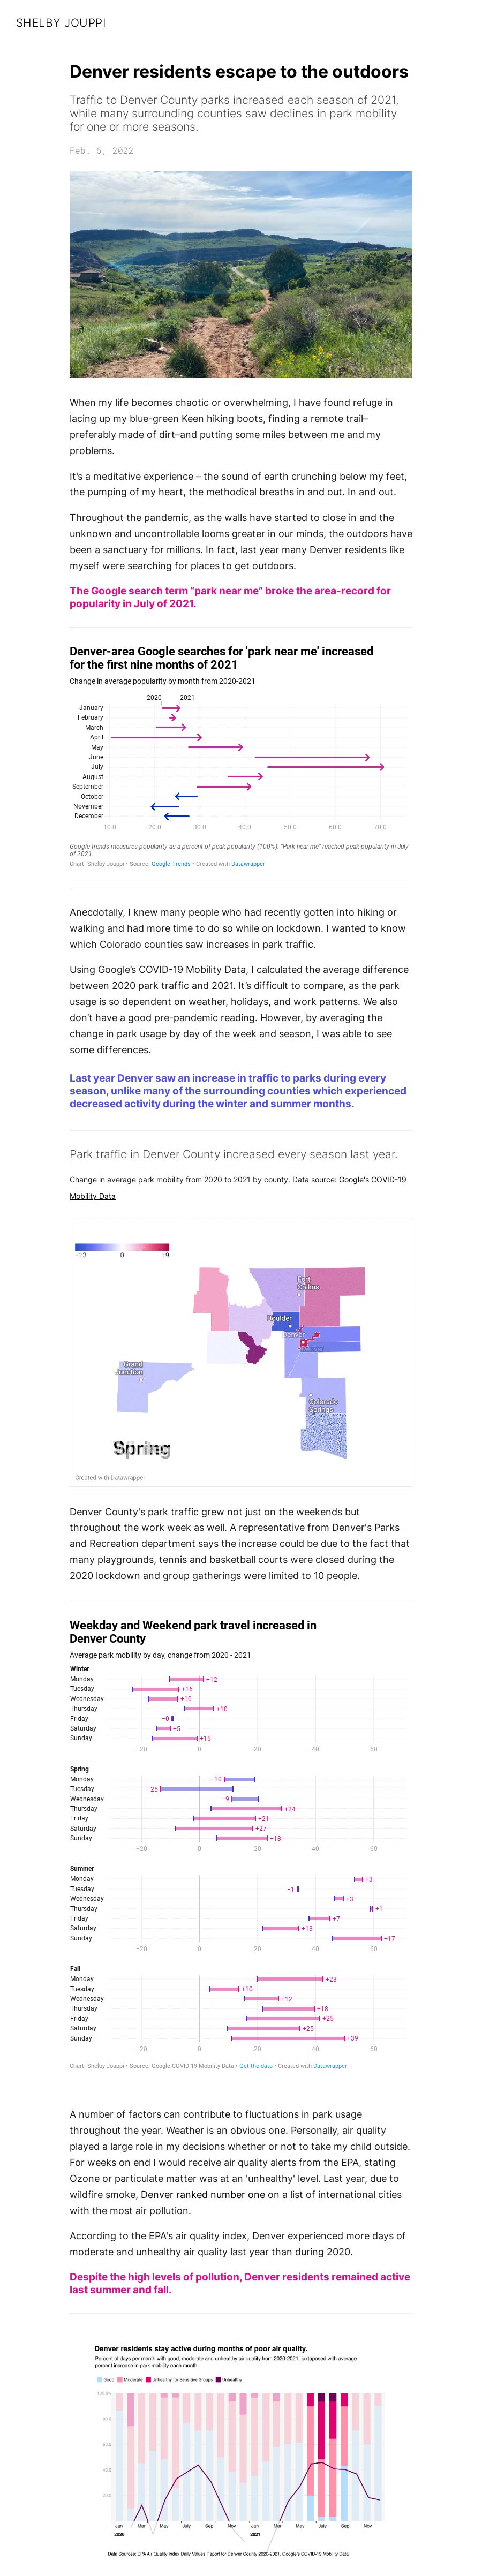 SHELBY JOUPPI
Denver residents escape to the outdoors
Traffic to Denver County parks increased each season of 2021,
while many surrounding counties saw declines in park mobility
for one or more seasons.
Feb. 6, 2022
When my life becomes chaotic or overwhelming, I have found refuge in
lacing up my blue-green Keen hiking boots, finding a remote trail–
preferably made of dirt–and putting some miles between me and my
problems.
It's a meditative experience – the sound of earth crunching below my feet,
the pumping of my heart, the methodical breaths in and out. In and out.
Throughout the pandemic, as the walls have started to close in and the
unknown and uncontrollable looms greater in our minds, the outdoors have
been a sanctuary for millions. In fact, last year many Denver residents like
myself were searching for places to get outdoors.
The Google search term "park near me" broke the area-record for
popularity in July of 2021.
Denver-area Google searches for 'park near me' increased
for the first nine months of 2021
Change in average popularity by month from 2020-2021
2020 2021
January
February
March
April
May
June
July
August
September
October
November
December
10.0 20.0 30.0 40.0 50.0 60.0 70.0
Google trends measures popularity as a percent of peak popularity (100%). "Park near me" reached peak popularity in July
of 2021.
Chart: Shelby Jouppi • Source: Google Trends • Created with Datawrapper
Anecdotally, I knew many people who had recently gotten into hiking or
walking and had more time to do so while on lockdown. I wanted to know
which Colorado counties saw increases in park traffic.
Using Google's COVID-19 Mobility Data, I calculated the average difference
between 2020 park traffic and 2021. It's difficult to compare, as the park
usage is so dependent on weather, holidays, and work patterns. We also
don't have a good pre-pandemic reading. However, by averaging the
change in park usage by day of the week and season, I was able to see
some differences.
Last year Denver saw an increase in traffic to parks during every
season, unlike many of the surrounding counties which experienced
decreased activity during the winter and summer months.
Park traffic in Denver County increased every season last year.
Change in average park mobility from 2020 to 2021 by county. Data source: Google's COVID-19
Mobility Data
−12 0 9
Fort
Collins
Boulder
Denver
Grand
Junction
Colorado
Springs
Spring
Created with Datawrapper
Denver County's park traffic grew not just on the weekends but
throughout the work week as well. A representative from Denver's Parks
and Recreation department says the increase could be due to the fact that
many playgrounds, tennis and basketball courts were closed during the
2020 lockdown and group gatherings were limited to 10 people.
Weekday and Weekend park travel increased in
Denver County
Average park mobility by day, change from 2020 - 2021
Winter
Monday +12
Tuesday +16
Wednesday +10
Thursday +10
Friday −0
Saturday +5
Sunday +15
−20 0 20 40 60
Spring
Monday −10
Tuesday −25
Wednesday −9
Thursday +24
Friday +21
Saturday +27
Sunday +18
−20 0 20 40 60
Summer
Monday +3
Tuesday −1
Wednesday +3
Thursday +1
Friday +7
Saturday +13
Sunday +17
−20 0 20 40 60
Fall
Monday +23
Tuesday +10
Wednesday +12
Thursday +18
Friday +25
Saturday +25
Sunday +39
−20 0 20 40 60
Chart: Shelby Jouppi • Source: Google COVID-19 Mobility Data • Get the data • Created with Datawrapper
A number of factors can contribute to fluctuations in park usage
throughout the year. Weather is an obvious one. Personally, air quality
played a large role in my decisions whether or not to take my child outside.
For weeks on end I would receive air quality alerts from the EPA, stating
Ozone or particulate matter was at an 'unhealthy' level. Last year, due to
wildfire smoke, Denver ranked number one on a list of international cities
with the most air pollution.
According to the EPA's air quality index, Denver experienced more days of
moderate and unhealthy air quality last year than during 2020.
Despite the high levels of pollution, Denver residents remained active
last summer and fall.
Denver residents stay active during months of poor air quality.
Percent of days per month with good, moderate and unhealthy air quality from 2020-2021, juxtaposed with average
percent increase in park mobility each month.
Good Moderate Unhealthy for Sensitive Groups Unhealthy
100.0%
80.0
60.0
40.0
20.0
Jan Mar May July Sep Nov Jan Mar May July Sep Nov
2020 2021
Data Sources: EPA Air Quality Index Daily Values Report for Denver County 2020-2021, Google's COVID-19 Moblity Data